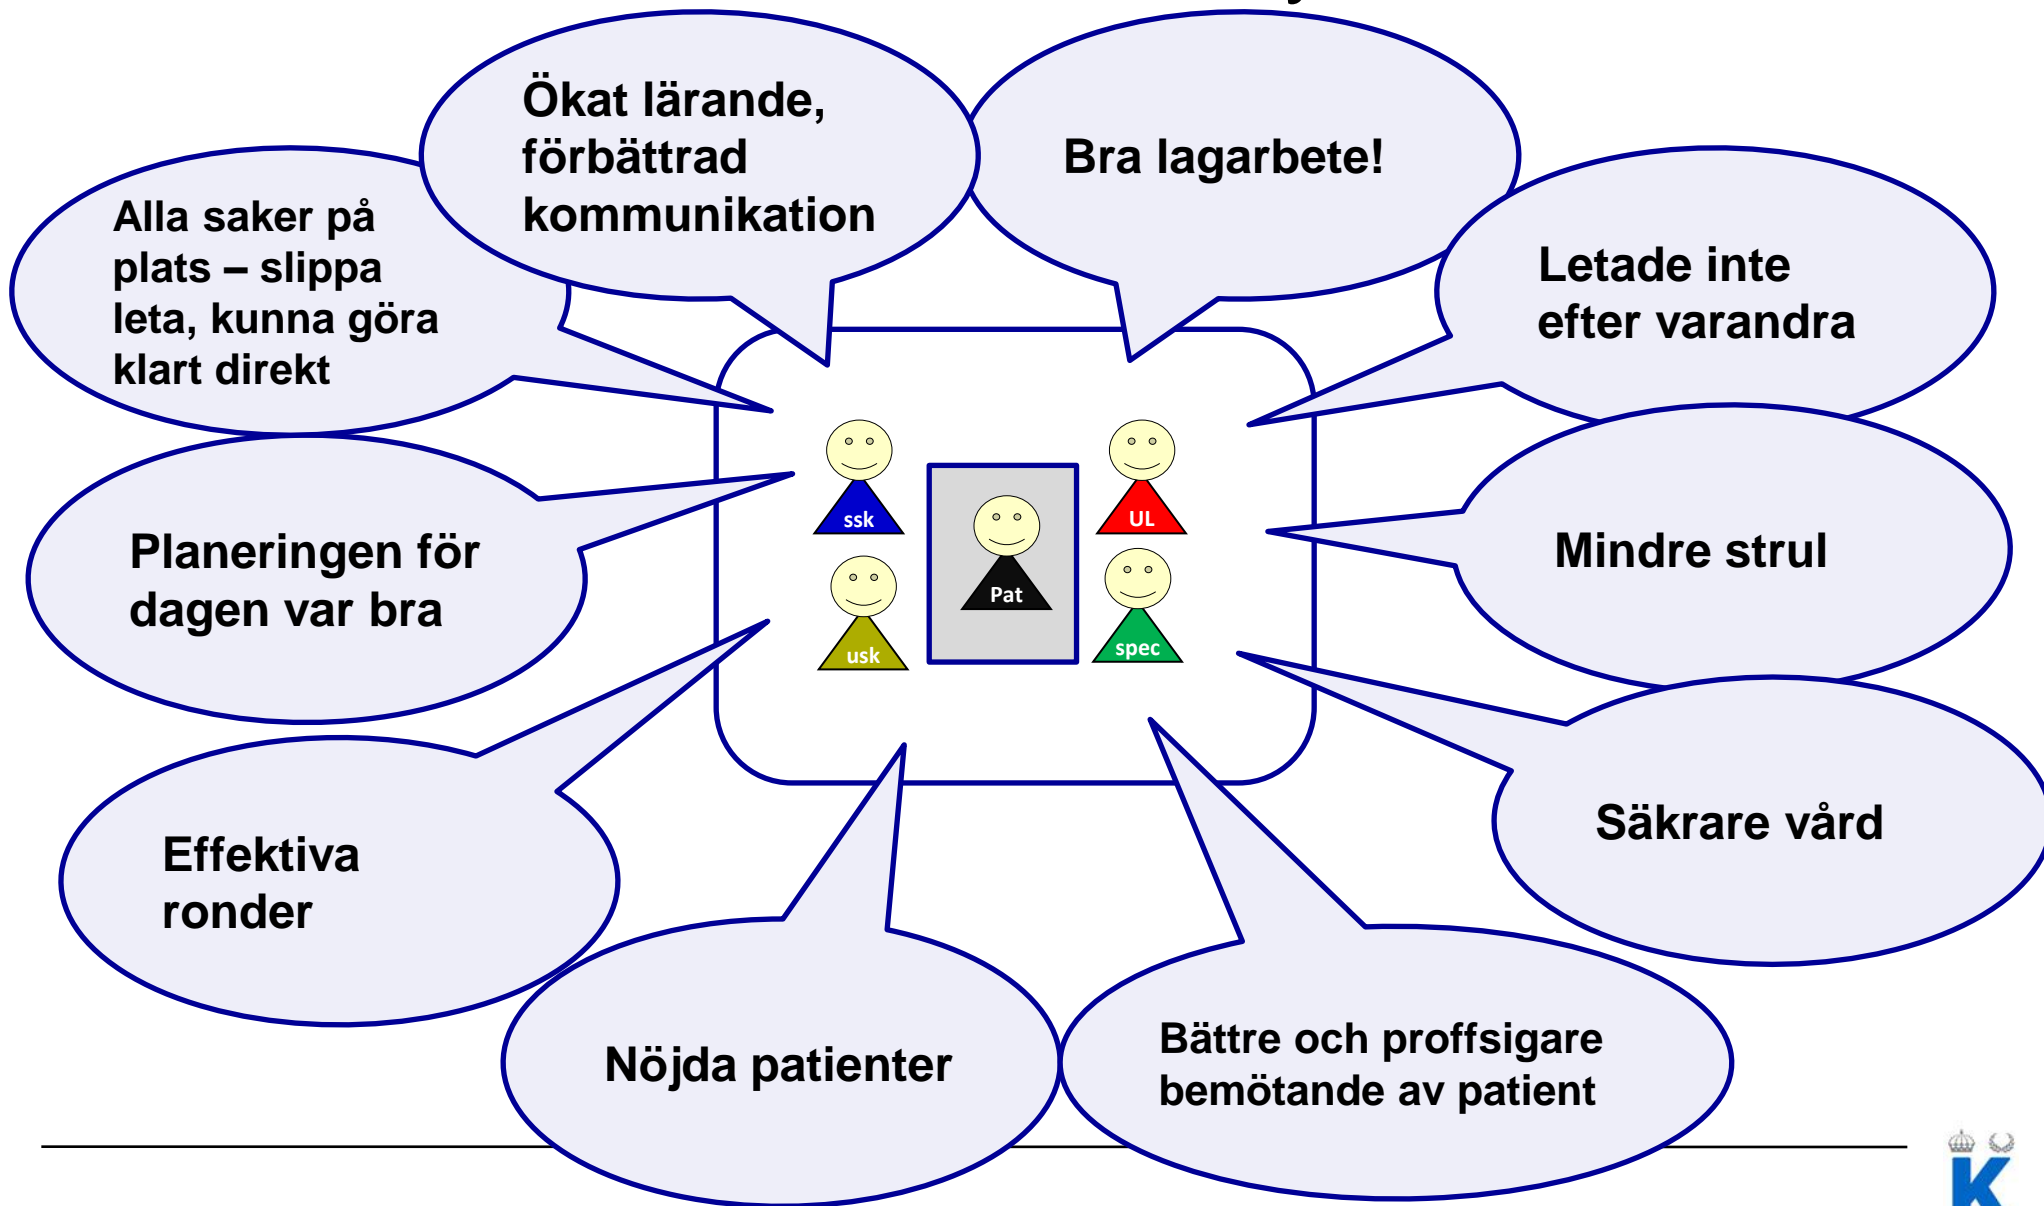 Ökat lärande,
förbättrad
kommunikation
Bra lagarbete!
Alla saker på
plats – slippa
leta, kunna göra
klart direkt
Letade inte
efter varandra
Planeringen för
dagen var bra
Mindre strul
ssk
UL
Pat
usk
spec
Effektiva
ronder
Säkrare vård
Nöjda patienter
Bättre och proffsigare
bemötande av patient
K